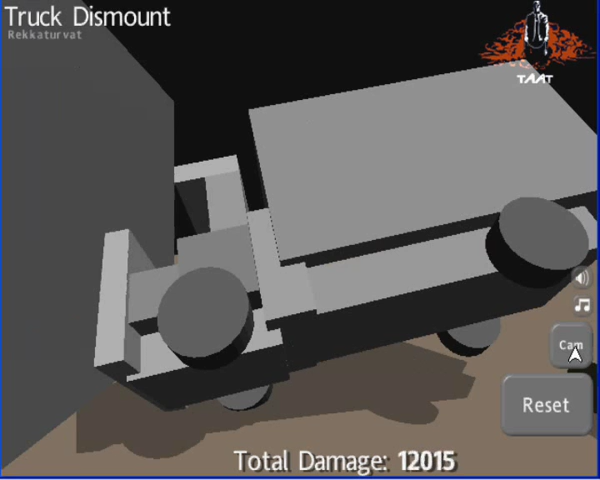 Truck Dismount
Rekkaturvat
TAAT
Cam
Reset
Total Damage: 12015